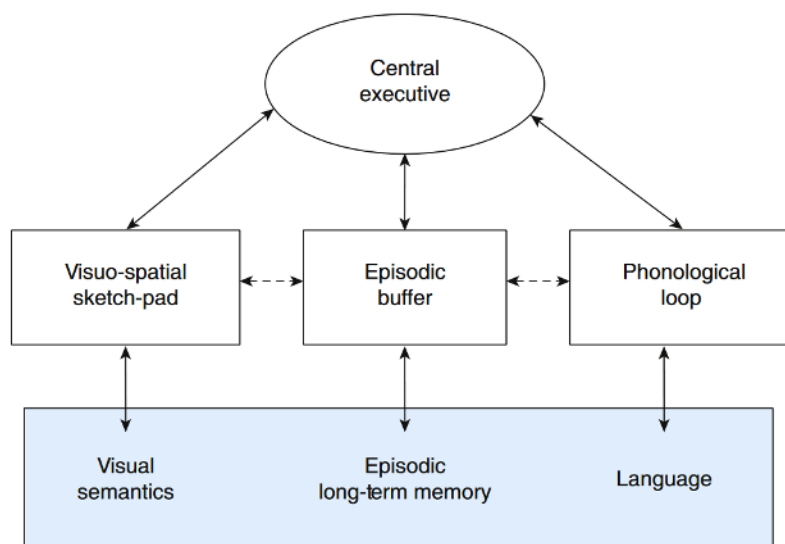 Central
executive
Visuo-spatial
sketch-pad
Episodic
buffer
Phonological
loop
Visual
semantics
Episodic
long-term memory
Language